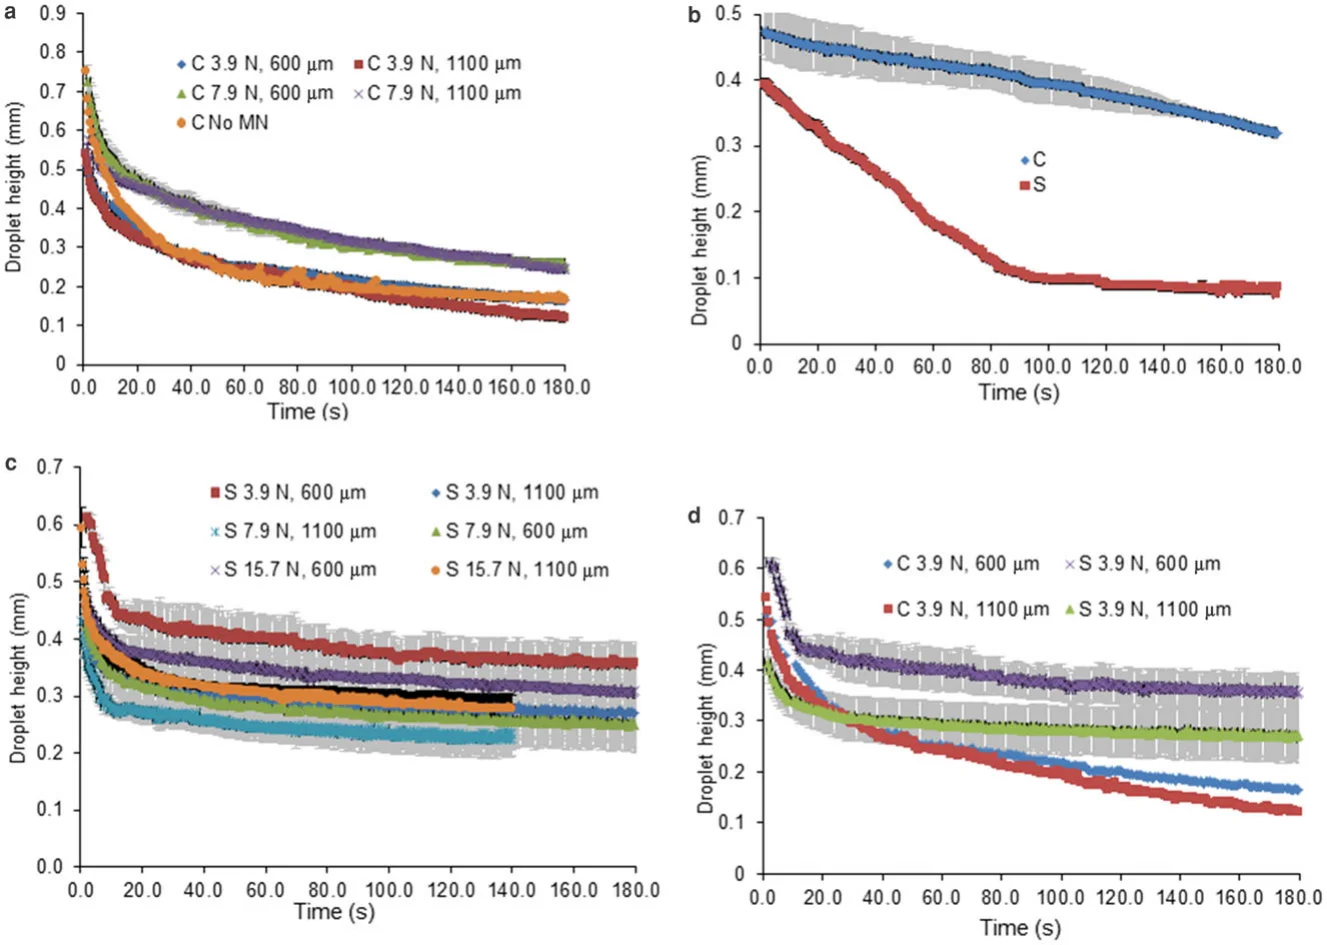 a
0.9
0.8
0.7
0.6
0.5
0.4
0.3
0.2
0.1
0
Droplet height (mm)
C 3.9 N, 600 μm
C 3.9 N, 1100 μm
C 7.9 N, 600 μm
C 7.9 N, 1100 μm
C No MN
0.0 20.0 40.0 60.0 80.0 100.0 120.0 140.0 160.0 180.0
Time (s)
b
0.5
0.4
0.3
0.2
0.1
0
Droplet height (mm)
C
S
0.0 20.0 40.0 60.0 80.0 100.0 120.0 140.0 160.0 180.0
Time (s)
c
0.7
0.6
0.5
0.4
0.3
0.2
0.1
0.0
Droplet height (mm)
S 3.9 N, 600 μm
S 3.9 N, 1100 μm
S 7.9 N, 1100 μm
S 7.9 N, 600 μm
S 15.7 N, 600 μm
S 15.7 N, 1100 μm
0.0 20.0 40.0 60.0 80.0 100.0 120.0 140.0 160.0 180.0
Time (s)
d
0.7
0.6
0.5
0.4
0.3
0.2
0.1
0
Droplet height (mm)
C 3.9 N, 600 μm
S 3.9 N, 600 μm
C 3.9 N, 1100 μm
S 3.9 N, 1100 μm
0.0 20.0 40.0 60.0 80.0 100.0 120.0 140.0 160.0 180.0
Time (s)